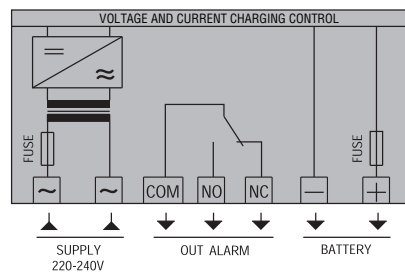 VOLTAGE AND CURRENT CHARGING CONTROL
FUSE
FUSE
~ ~ COM NO NC — +
SUPPLY OUT ALARM BATTERY
220-240V